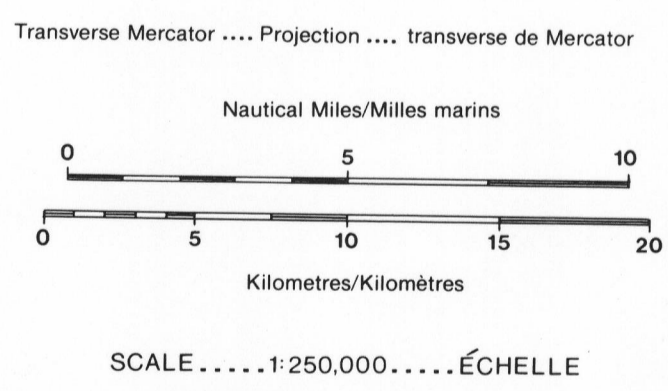 Transverse Mercator .... Projection .... transverse de Mercator
Nautical Miles/Milles marins
0 5 10
0 5 10 15 20
Kilometres/Kilomètres
SCALE.....1:250,000.....ÉCHELLE